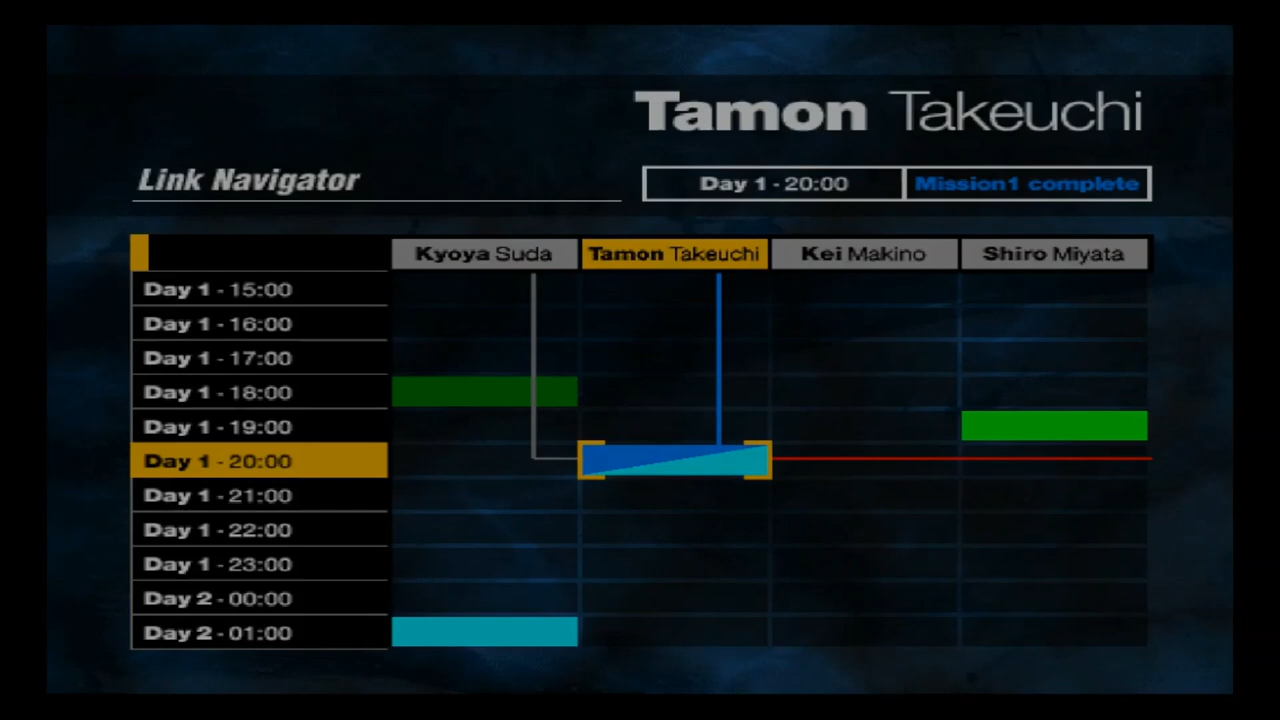 Tamon Takeuchi
Link Navigator
Day 1 - 20:00 Mission1 complete
Kyoya Suda Tamon Takeuchi Kei Makino Shiro Miyata
Day 1 - 15:00
Day 1 - 16:00
Day 1 - 17:00
Day 1 - 18:00
Day 1 - 19:00
Day 1 - 20:00
Day 1 - 21:00
Day 1 - 22:00
Day 1 - 23:00
Day 2 - 00:00
Day 2 - 01:00